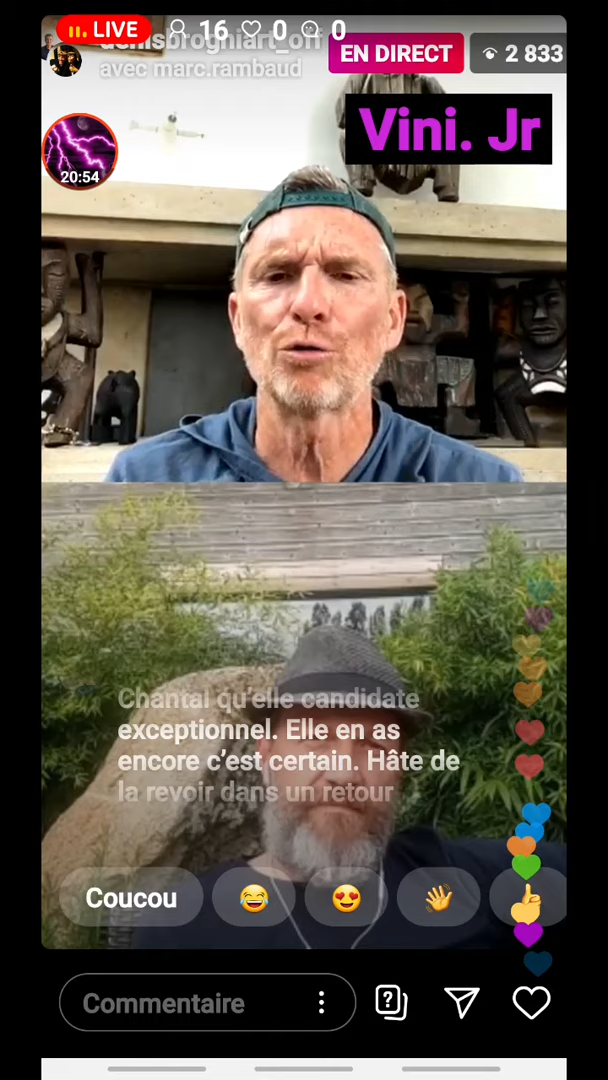 LIVE 16 0 0
denisbrogniart_off
avec marc.rambaud
EN DIRECT 2 833
Vini. Jr
20:54
Chantal qu'elle candidate
exceptionnel. Elle en as
encore c'est certain. Hâte de
la revoir dans un retour
Coucou
Commentaire